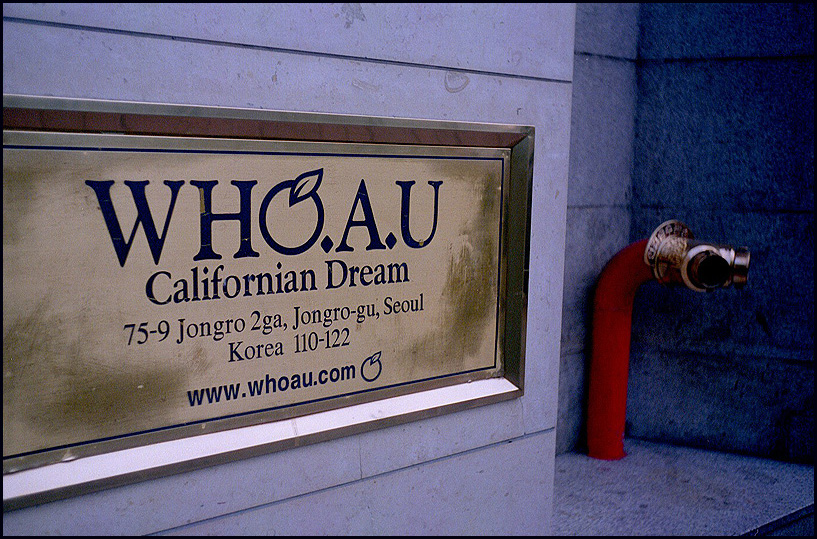 WHO.A.U
Californian Dream
75-9 Jongro 2ga, Jongro-gu, Seoul
Korea 110-122
www.whoau.com